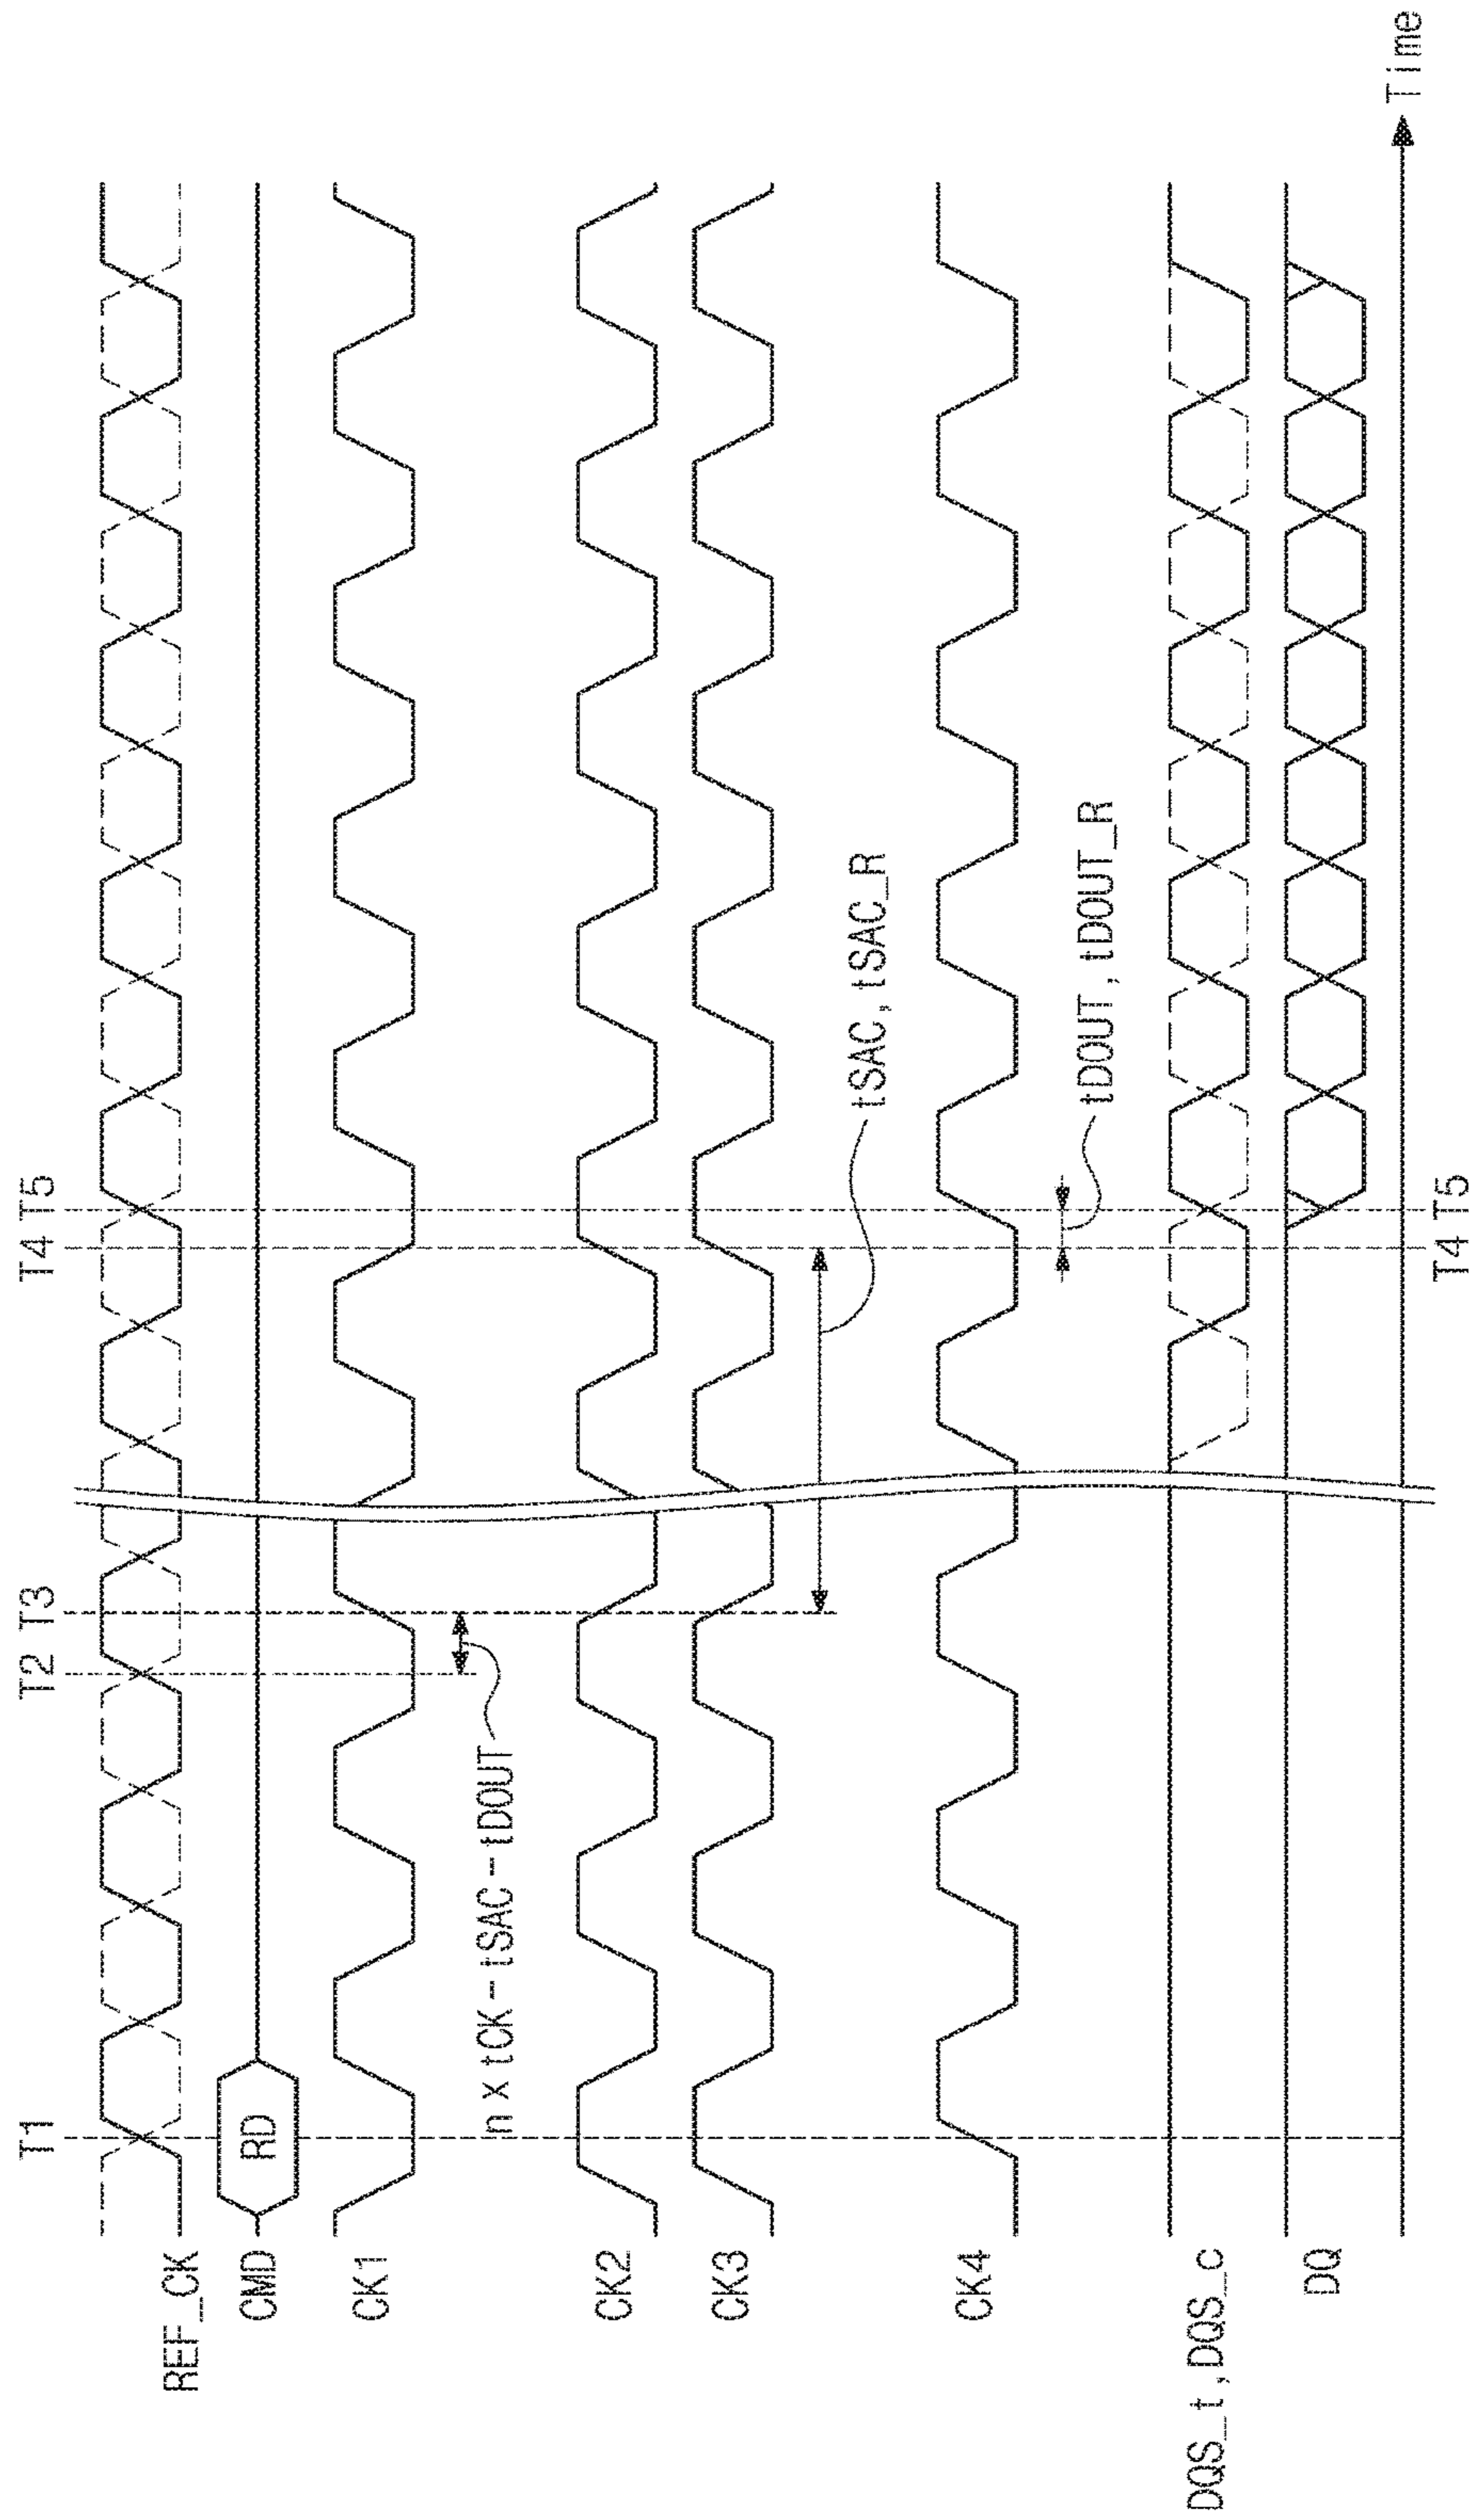 T1
T2
T3
T4
T5
REF_CK
CMD
RD
CK1
n x tCK-tSAC-tDOUT
CK2
CK3
tSAC, tSAC_R
CK4
tDOUT, tDOUT_R
DQS_t, DQS_c
DQ
T4
T5
Time